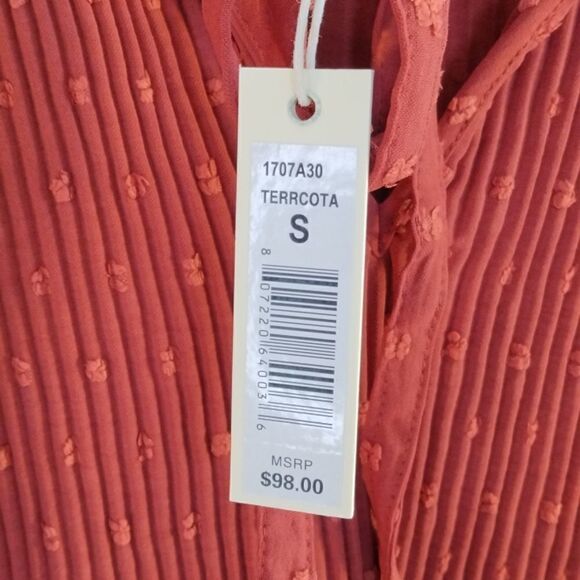 1707A30
TERRCOTA
S
8 07220 64003 6
MSRP
$98.00